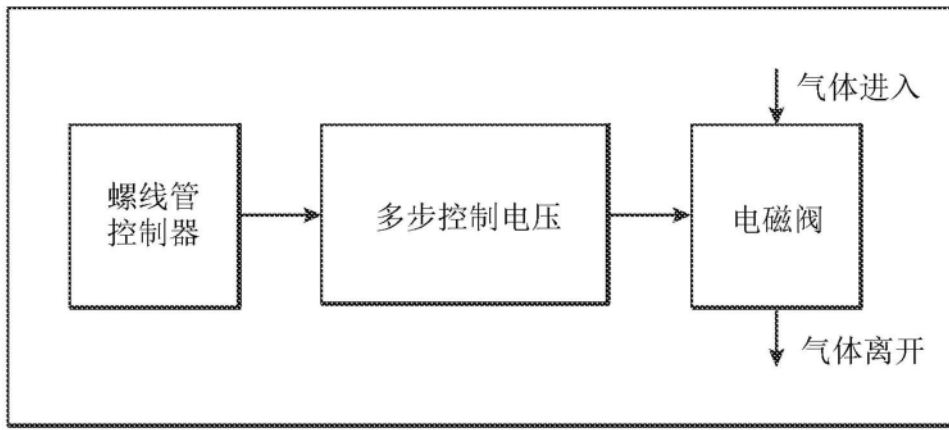 气体进入
螺线管
控制器
多步控制电压
电磁阀
气体离开